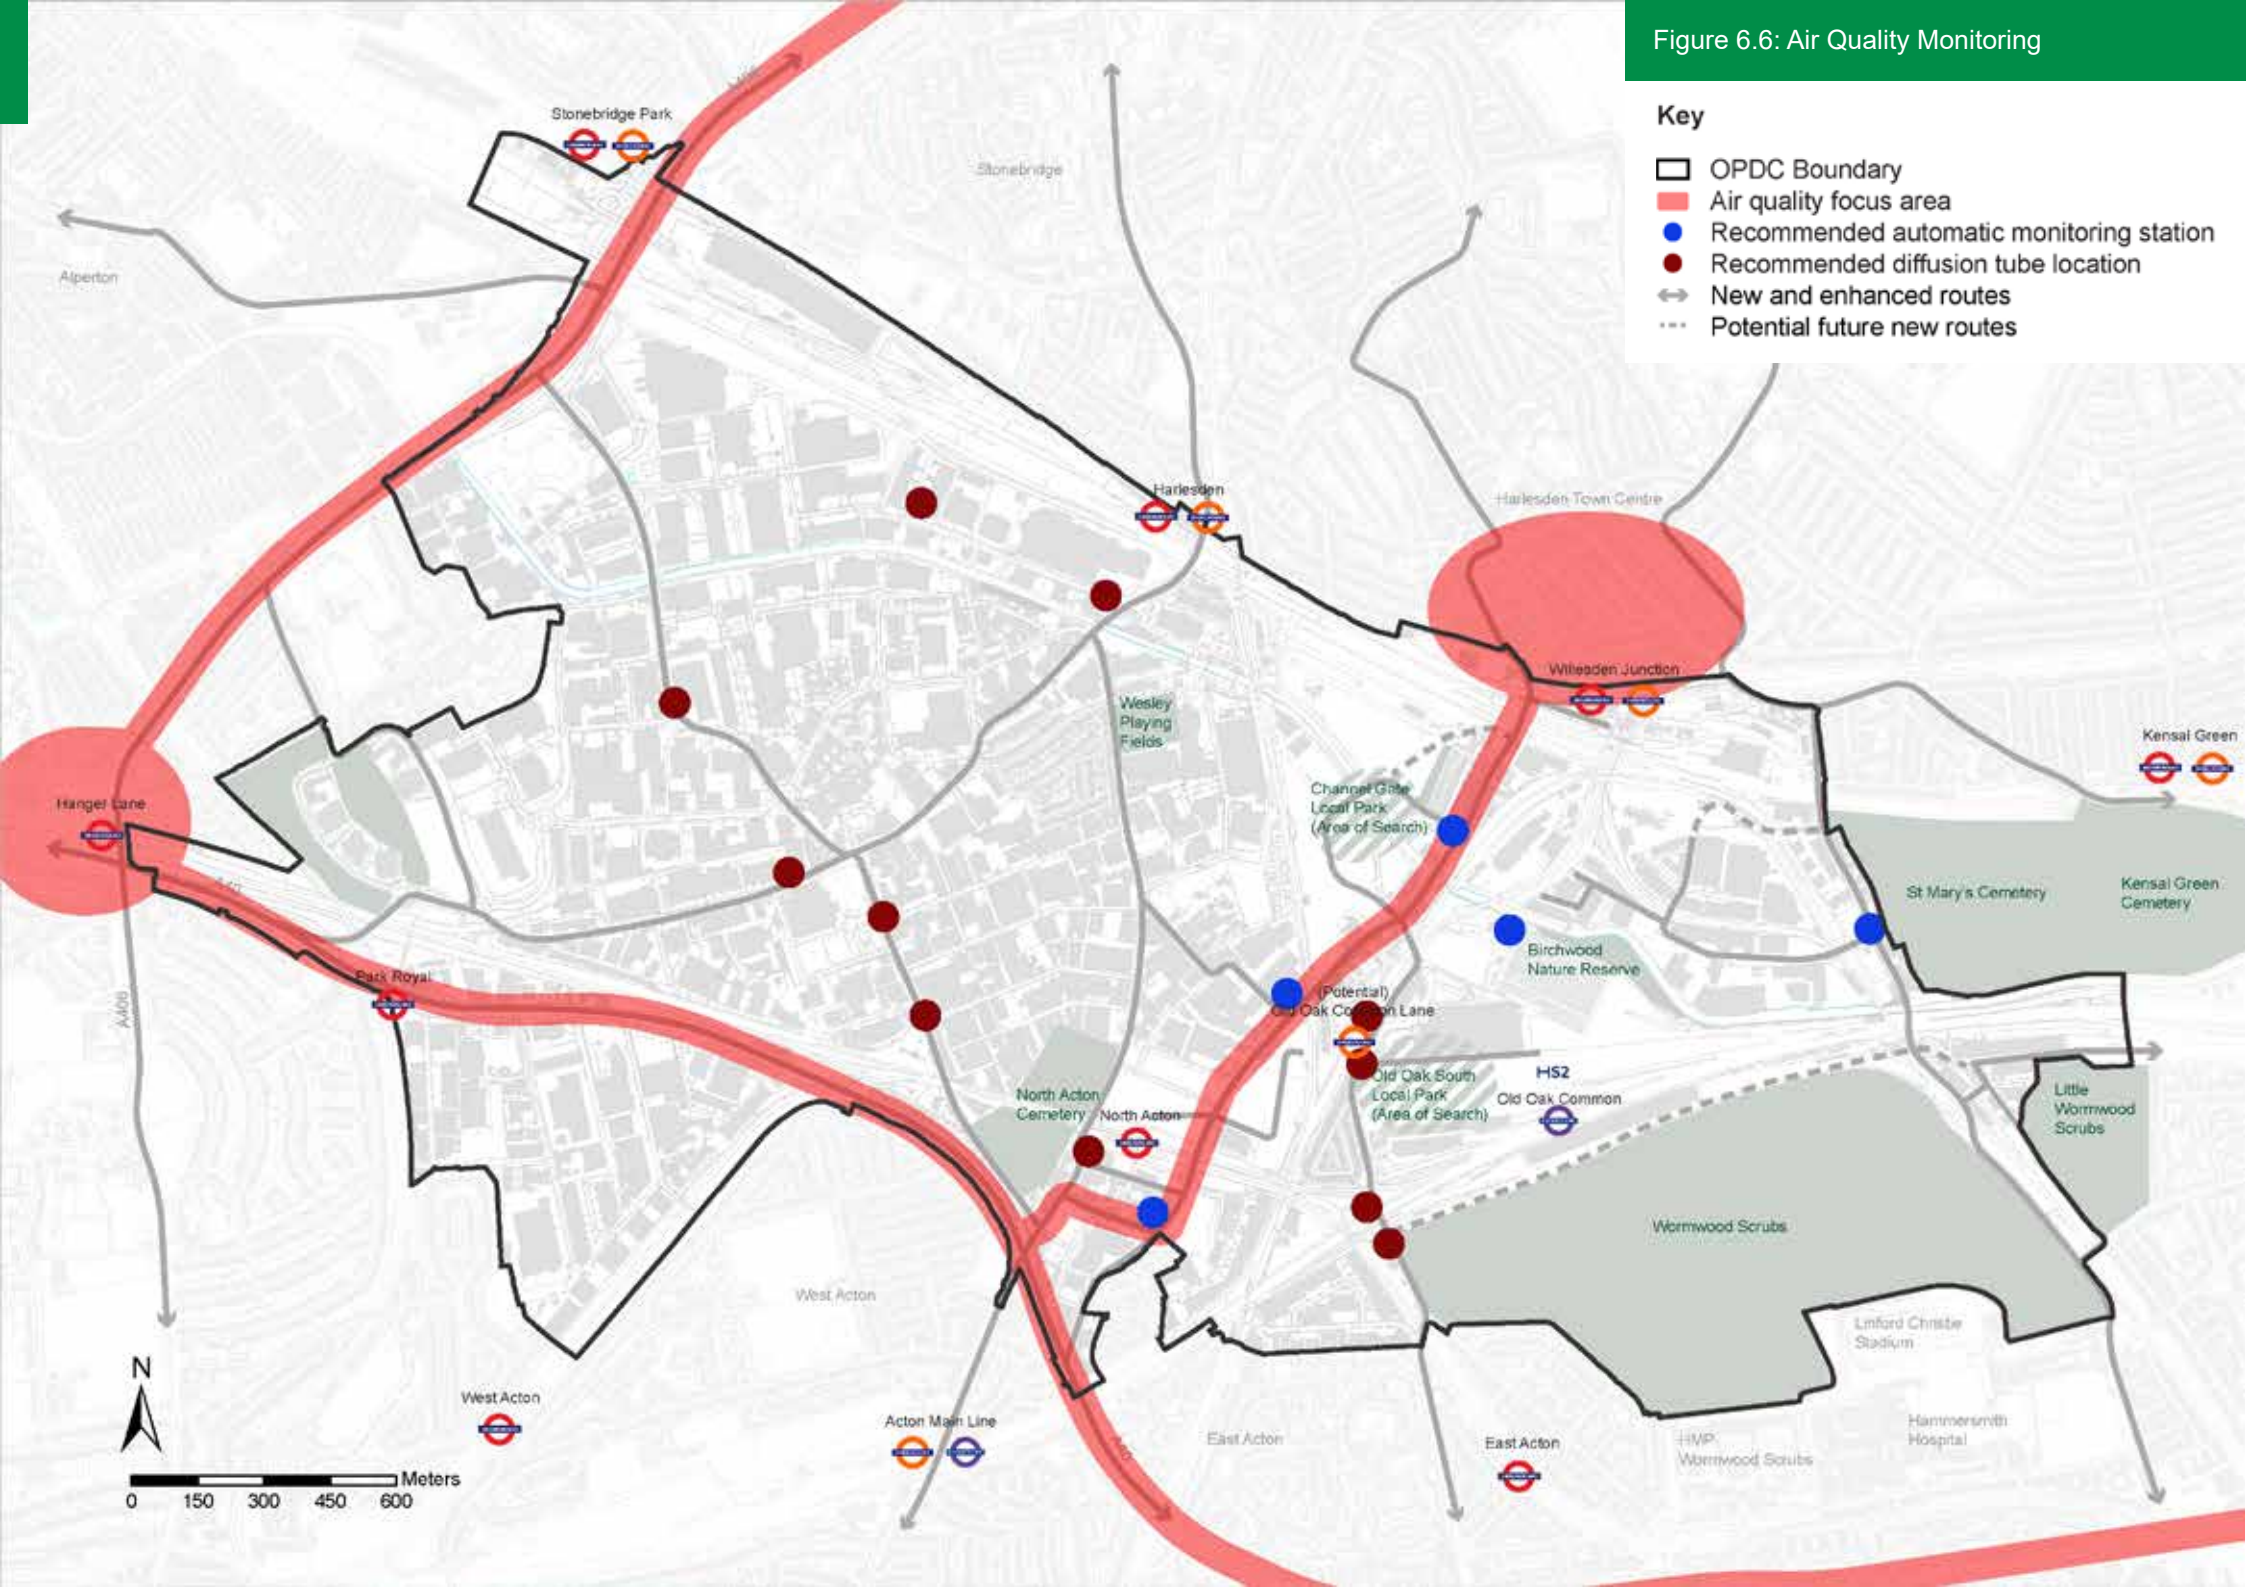 Figure 6.6: Air Quality Monitoring
Key
OPDC Boundary
Air quality focus area
Recommended automatic monitoring station
Recommended diffusion tube location
New and enhanced routes
Potential future new routes
Stonebridge Park
Stonebridge
Alperton
Harlesden
Harlesden Town Centre
Willesden Junction
Wesley
Playing
Fields
Kensal Green
Channel Gate
Local Park
(Area of Search)
Hanger Lane
A40
St Mary's Cemetery
Kensal Green
Cemetery
Birchwood
Nature Reserve
Park Royal
A406
(Potential)
Old Oak Common Lane
HS2
Old Oak Common
Old Oak South
Local Park
(Area of Search)
North Acton
Cemetery
North Acton
Little
Wormwood
Scrubs
Wormwood Scrubs
West Acton
Linford Christie
Stadium
N
West Acton
Acton Main Line
East Acton
East Acton
HMP
Wormwood Scrubs
Hammersmith
Hospital
A40
Meters
0 150 300 450 600